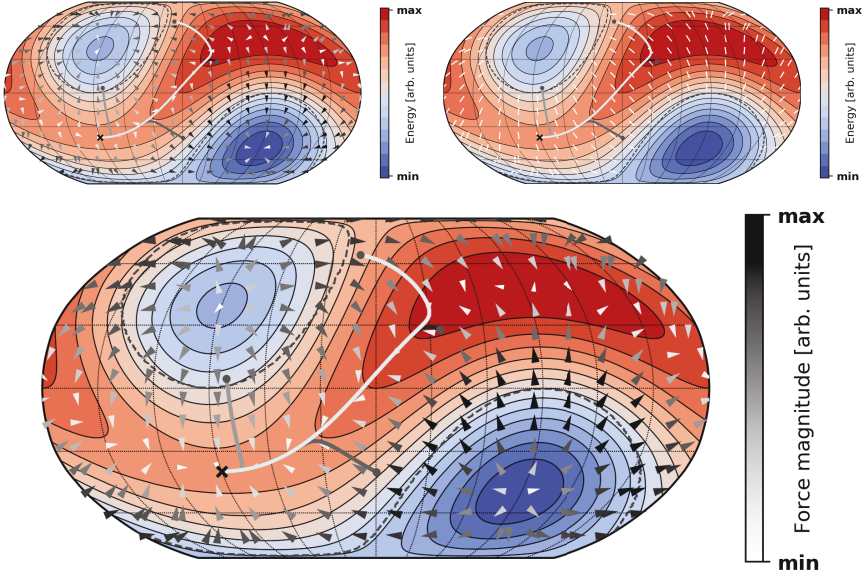 max
Energy [arb. units]
min
max
Energy [arb. units]
min
max
Force magnitude [arb. units]
min